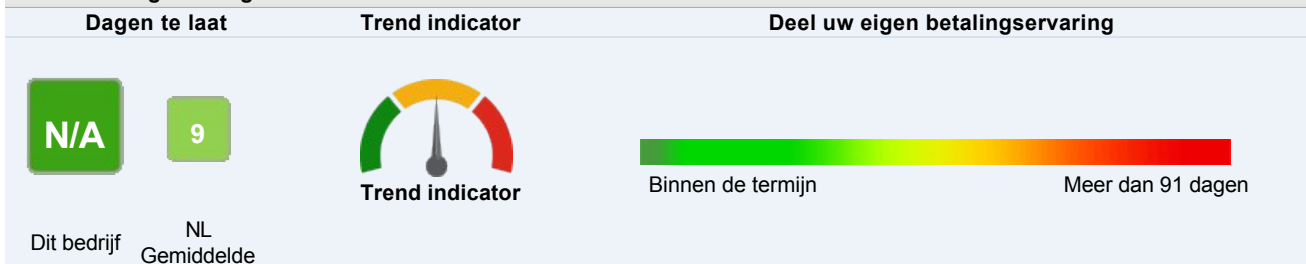 Dagen te laat
Trend indicator
Deel uw eigen betalingservaring
N/A
9
Trend indicator
Binnen de termijn
Meer dan 91 dagen
Dit bedrijf
NL
Gemiddelde